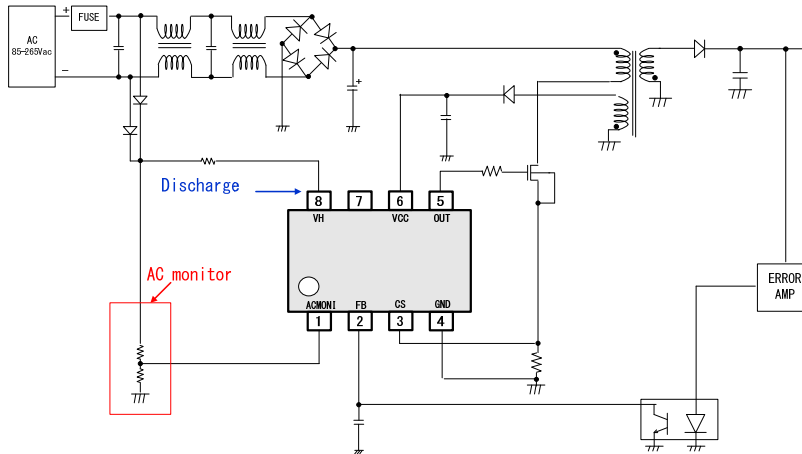 +
FUSE
AC
85-265Vac
−
+
Discharge
8
7
6
5
VH
VCC
OUT
AC monitor
ACMONI
FB
CS
GND
1
2
3
4
ERROR
AMP